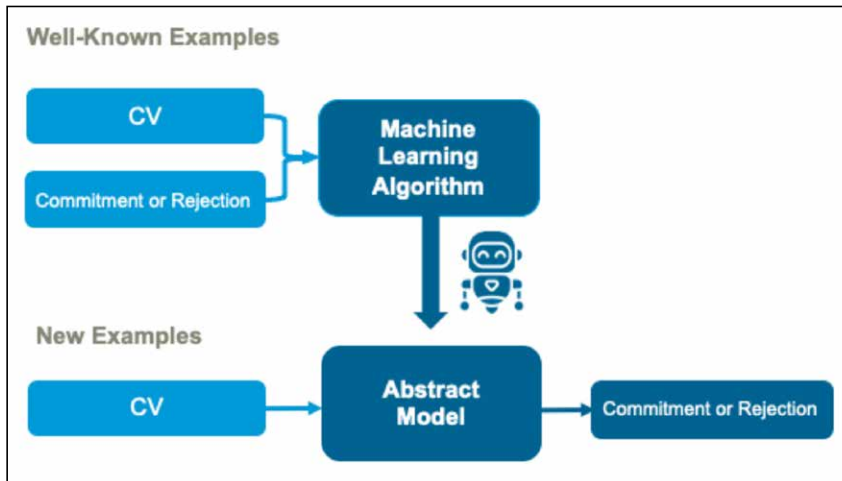 Well-Known Examples
CV
Commitment or Rejection
Machine
Learning
Algorithm
New Examples
CV
Abstract
Model
Commitment or Rejection